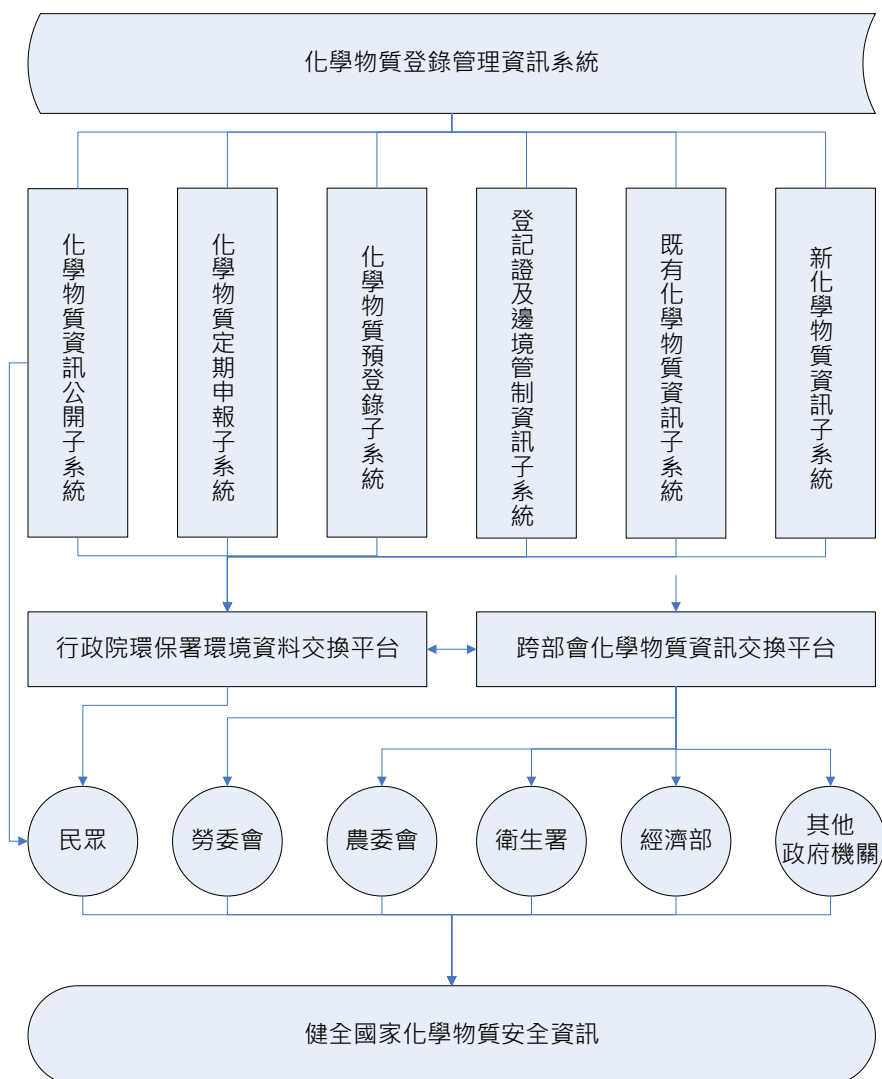 化學物質登錄管理資訊系統
化學物質資訊公開子系統
化學物質定期申報子系統
化學物質預登錄子系統
登記證及邊境管制資訊子系統
既有化學物質資訊子系統
新化學物質資訊子系統
行政院環保署環境資料交換平台
跨部會化學物質資訊交換平台
民眾
勞委會
農委會
衛生署
經濟部
其他
政府機關
健全國家化學物質安全資訊